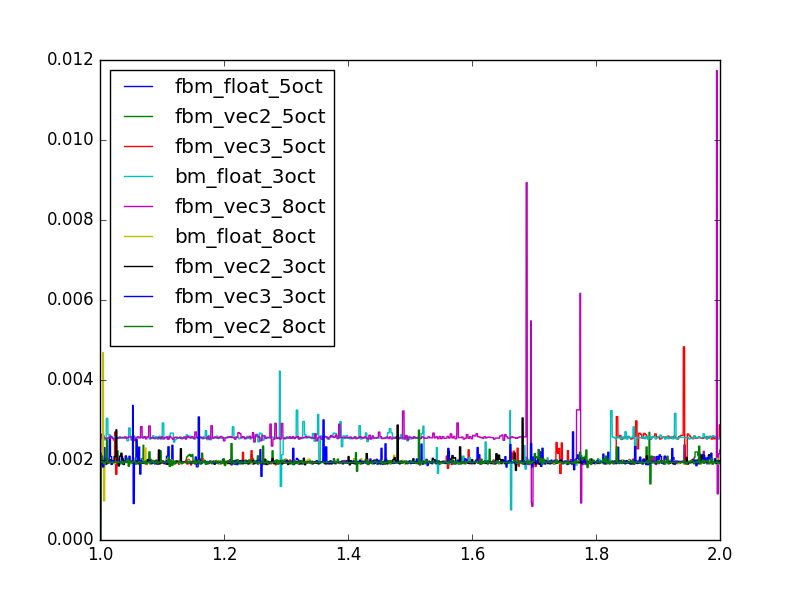 0.012
0.010
0.008
0.006
0.004
0.002
0.000
fbm_float_5oct
fbm_vec2_5oct
fbm_vec3_5oct
bm_float_3oct
fbm_vec3_8oct
bm_float_8oct
fbm_vec2_3oct
fbm_vec3_3oct
fbm_vec2_8oct
1.0 1.2 1.4 1.6 1.8 2.0